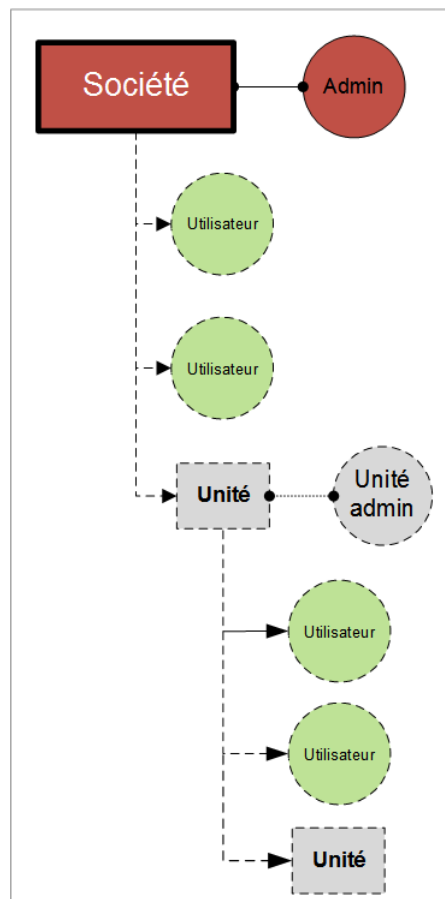 Société
Admin
Utilisateur
Utilisateur
Unité
Unité
admin
Utilisateur
Utilisateur
Unité